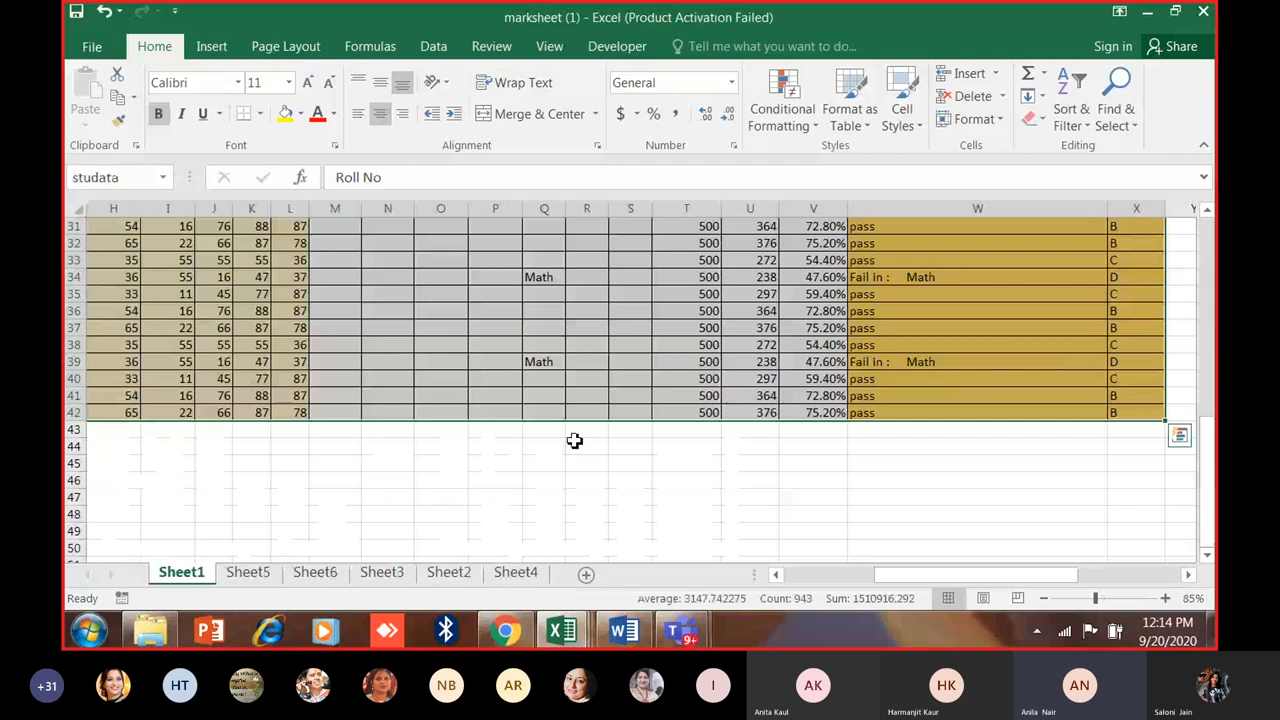 marksheet (1) - Excel (Product Activation Failed)
File Home Insert Page Layout Formulas Data Review View Developer Tell me what you want to do... Sign in Share
Calibri 11 Wrap Text General Insert
Paste B I U Merge & Center $ % , Conditional Formatting Format as Table Cell Styles Delete Format Sort & Filter Find & Select
Clipboard Font Alignment Number Styles Cells Editing
studata fx Roll No
H I J K L M N O P Q R S T U V W X Y
31 54 16 76 88 87 500 364 72.80% pass B
32 65 22 66 87 78 500 376 75.20% pass B
33 35 55 55 55 36 500 272 54.40% pass C
34 36 55 16 47 37 Math 500 238 47.60% Fail in : Math D
35 33 11 45 77 87 500 297 59.40% pass C
36 54 16 76 88 87 500 364 72.80% pass B
37 65 22 66 87 78 500 376 75.20% pass B
38 35 55 55 55 36 500 272 54.40% pass C
39 36 55 16 47 37 Math 500 238 47.60% Fail in : Math D
40 33 11 45 77 87 500 297 59.40% pass C
41 54 16 76 88 87 500 364 72.80% pass B
42 65 22 66 87 78 500 376 75.20% pass B
43
44
45
46
47
48
49
50
Sheet1 Sheet5 Sheet6 Sheet3 Sheet2 Sheet4
Ready Average: 3147.742275 Count: 943 Sum: 1510916.292 85%
9+ 12:14 PM
9/20/2020
+31 HT NB AR I AK HK AN
Anita Kaul Harmanjit Kaur Anila Nair Saloni Jain